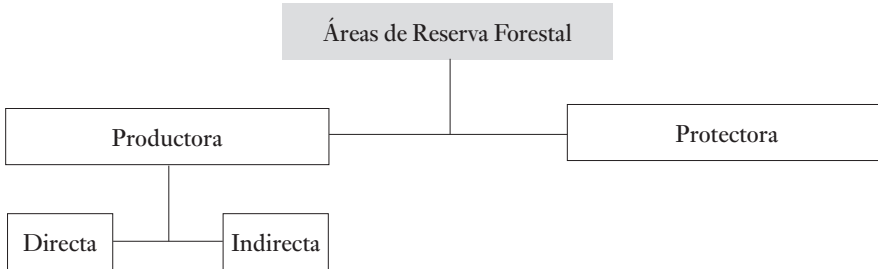 Áreas de Reserva Forestal
Productora
Protectora
Directa
Indirecta